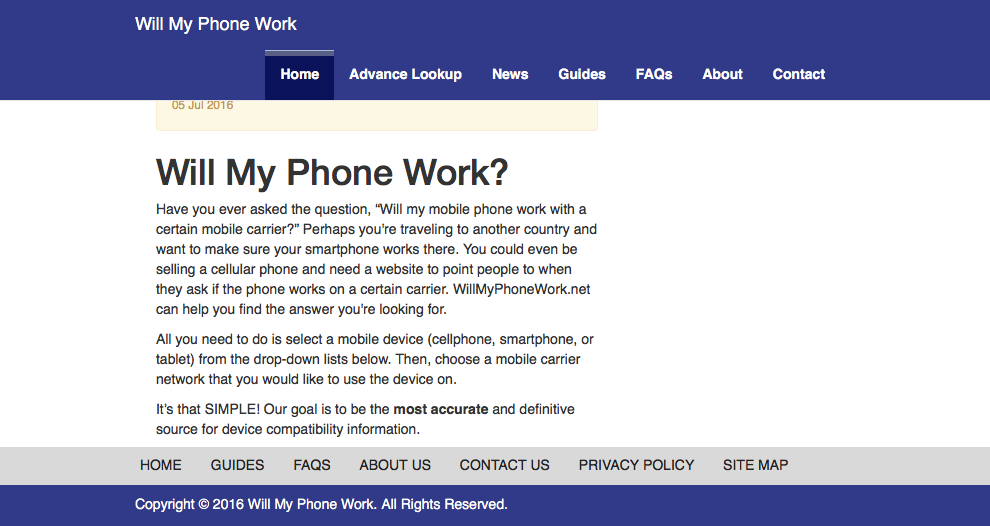 Will My Phone Work
Home Advance Lookup News Guides FAQs About Contact
05 Jul 2016
Will My Phone Work?
Have you ever asked the question, “Will my mobile phone work with a
certain mobile carrier?” Perhaps you're traveling to another country and
want to make sure your smartphone works there. You could even be
selling a cellular phone and need a website to point people to when
they ask if the phone works on a certain carrier. WillMyPhoneWork.net
can help you find the answer you're looking for.
All you need to do is select a mobile device (cellphone, smartphone, or
tablet) from the drop-down lists below. Then, choose a mobile carrier
network that you would like to use the device on.
It's that SIMPLE! Our goal is to be the most accurate and definitive
source for device compatibility information.
HOME GUIDES FAQS ABOUT US CONTACT US PRIVACY POLICY SITE MAP
Copyright © 2016 Will My Phone Work. All Rights Reserved.